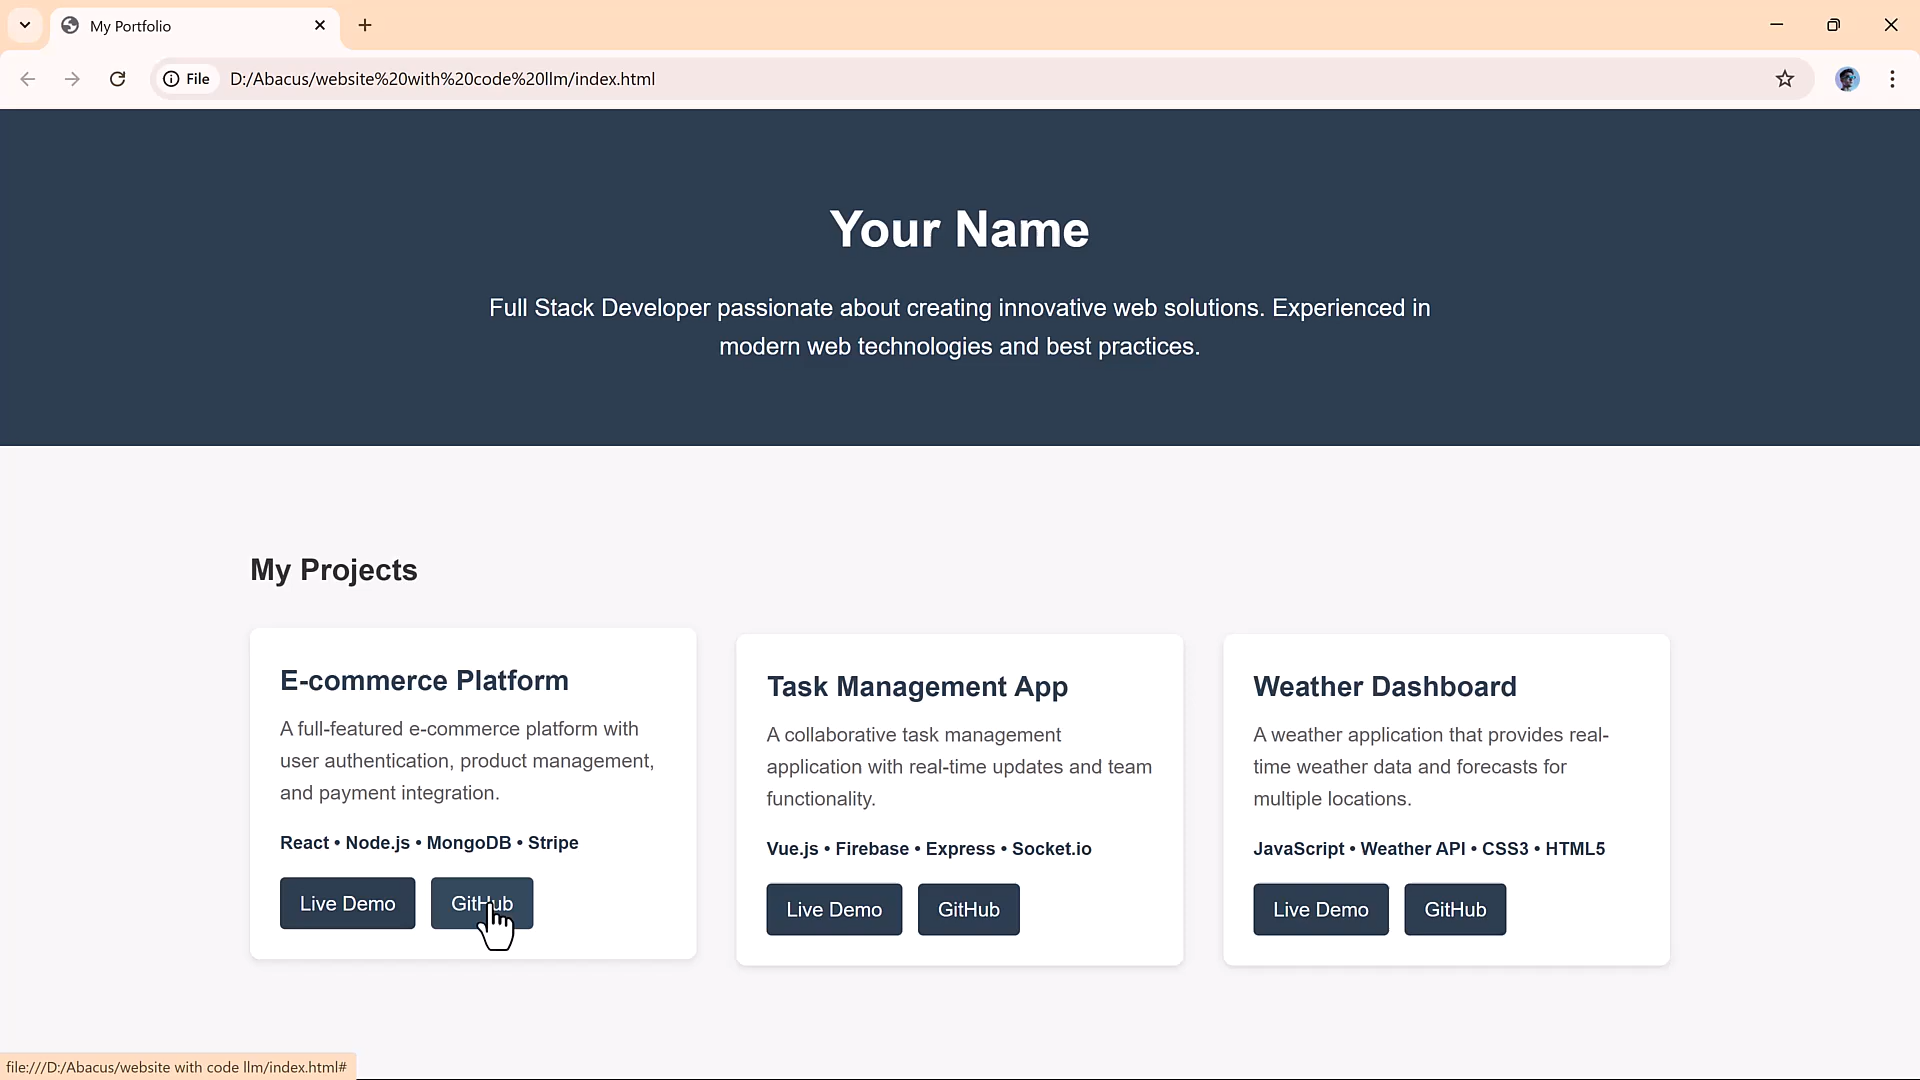 My Portfolio
File D:/Abacus/website%20with%20code%20llm/index.html
Your Name
Full Stack Developer passionate about creating innovative web solutions. Experienced in
modern web technologies and best practices.
My Projects
E-commerce Platform
A full-featured e-commerce platform with
user authentication, product management,
and payment integration.
React • Node.js • MongoDB • Stripe
Live Demo GitHub
Task Management App
A collaborative task management
application with real-time updates and team
functionality.
Vue.js • Firebase • Express • Socket.io
Live Demo GitHub
Weather Dashboard
A weather application that provides real-
time weather data and forecasts for
multiple locations.
JavaScript • Weather API • CSS3 • HTML5
Live Demo GitHub
file:///D:/Abacus/website with code llm/index.html#